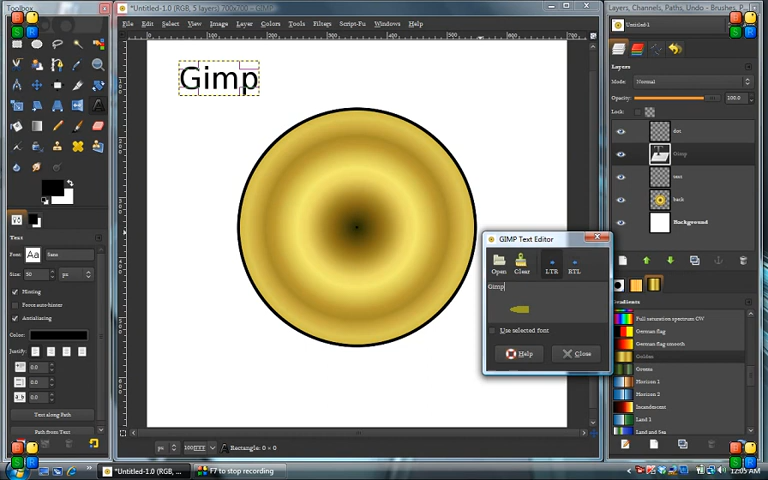 Toolbox
*Untitled-1.0 (RGB, 5 layers) 700x700 – GIMP
Layers, Channels, Paths, Undo - Brushes, P...
File Edit Select View Image Layer Colors Tools Filters Script-Fu Windows Help
Untitled-1
Gimp
Layers
Mode: Normal
Opacity: 100.0
Lock:
dot
Gimp
text
back
Background
GIMP Text Editor
Open Clear LTR RTL
Gimp
Use selected font
Help Close
Text
Font: Aa Sans
Size: 50 px
Hinting
Force auto-hinter
Antialiasing
Color:
Justify:
0.0
0.0
0.0
Text along Path
Path from Text
Gradients
Full saturation spectrum CW
German flag
German flag smooth
Golden
Greens
Horizon 1
Horizon 2
Incandescent
Land 1
Land and Sea
px 100 Rectangle: 0 × 0
*Untitled-1.0 (RGB, ... F7 to stop recording
12:05 AM